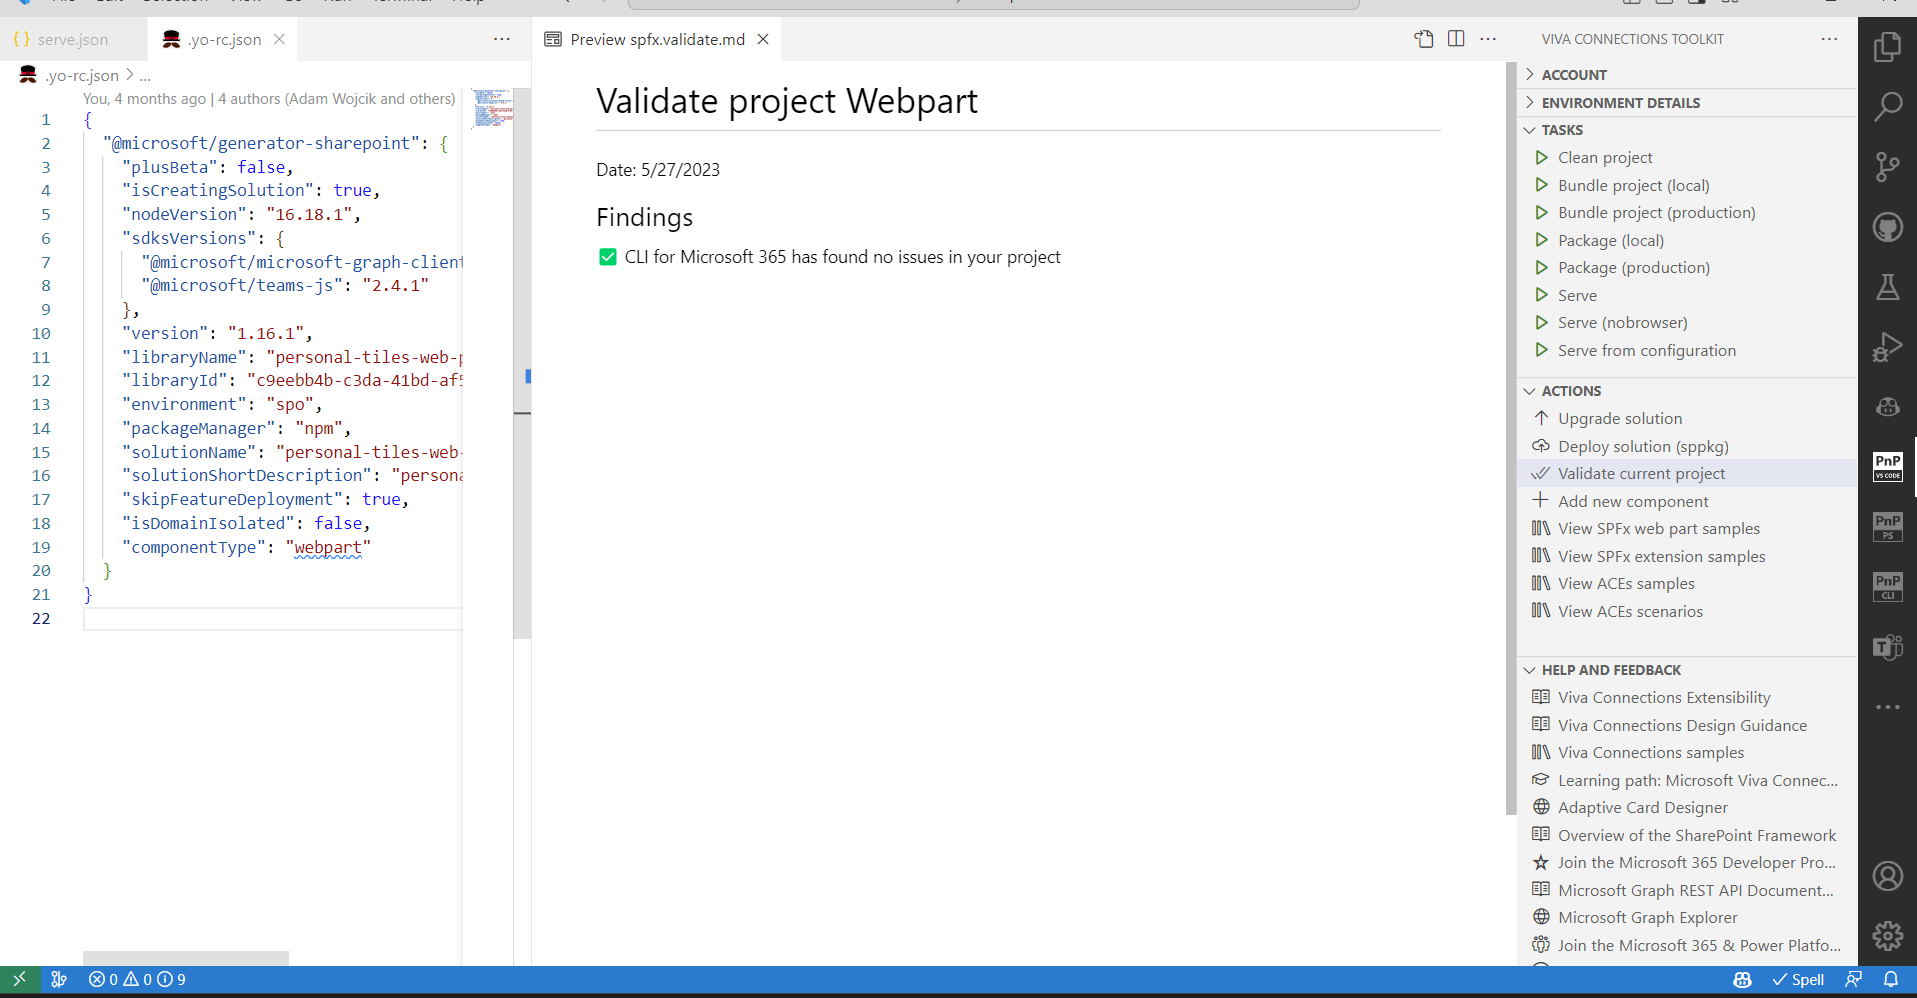 serve.json
.yo-rc.json
Preview spfx.validate.md
VIVA CONNECTIONS TOOLKIT
.yo-rc.json > ...
You, 4 months ago | 4 authors (Adam Wojcik and others)
1 {
2 "@microsoft/generator-sharepoint": {
3 "plusBeta": false,
4 "isCreatingSolution": true,
5 "nodeVersion": "16.18.1",
6 "sdksVersions": {
7 "@microsoft/microsoft-graph-client
8 "@microsoft/teams-js": "2.4.1"
9 },
10 "version": "1.16.1",
11 "libraryName": "personal-tiles-web-p
12 "libraryId": "c9eebb4b-c3da-41bd-af5
13 "environment": "spo",
14 "packageManager": "npm",
15 "solutionName": "personal-tiles-web-
16 "solutionShortDescription": "persona
17 "skipFeatureDeployment": true,
18 "isDomainIsolated": false,
19 "componentType": "webpart"
20 }
21 }
22
Validate project Webpart
Date: 5/27/2023
Findings
CLI for Microsoft 365 has found no issues in your project
ACCOUNT
ENVIRONMENT DETAILS
TASKS
Clean project
Bundle project (local)
Bundle project (production)
Package (local)
Package (production)
Serve
Serve (nobrowser)
Serve from configuration
ACTIONS
Upgrade solution
Deploy solution (sppkg)
Validate current project
Add new component
View SPFx web part samples
View SPFx extension samples
View ACEs samples
View ACEs scenarios
HELP AND FEEDBACK
Viva Connections Extensibility
Viva Connections Design Guidance
Viva Connections samples
Learning path: Microsoft Viva Connec...
Adaptive Card Designer
Overview of the SharePoint Framework
Join the Microsoft 365 Developer Pro...
Microsoft Graph REST API Document...
Microsoft Graph Explorer
Join the Microsoft 365 & Power Platfo...
PnP
VS CODE
PnP
PS
PnP
CLI
0 0 9
Spell